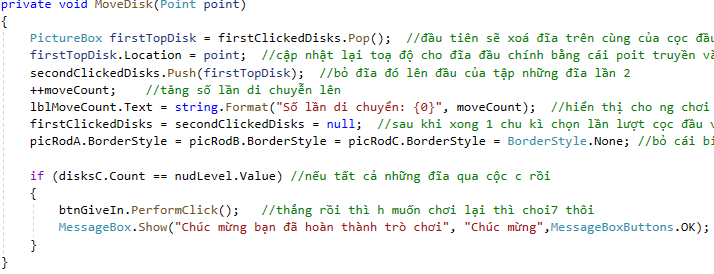 private void MoveDisk(Point point)
{
PictureBox firstTopDisk = firstClickedDisks.Pop(); //đầu tiên sẽ xoá đĩa trên cùng của cọc đầu
firstTopDisk.Location = point; //cập nhật lại toạ độ cho đĩa đầu chính bằng cái poit truyền
secondClickedDisks.Push(firstTopDisk); //bỏ đĩa đó lên đầu của tập những đĩa lần 2
++moveCount; //tăng số lần di chuyển lên
lblMoveCount.Text = string.Format("Số lần di chuyển: {0}", moveCount); //hiển thị cho ng chơi
firstClickedDisks = secondClickedDisks = null; //sau khi xong 1 chu kì chọn lần lượt cọc đầu
picRodA.BorderStyle = picRodB.BorderStyle = picRodC.BorderStyle = BorderStyle.None; //bỏ cái
if (disksC.Count == nudLevel.Value) //nếu tất cả những đĩa qua cộc c rồi
{
btnGiveIn.PerformClick(); //thắng rồi thì h muốn chơi lại thì choi7 thôi
MessageBox.Show("Chúc mừng bạn đã hoàn thành trò chơi", "Chúc mừng",MessageBoxButtons.OK);
}
}